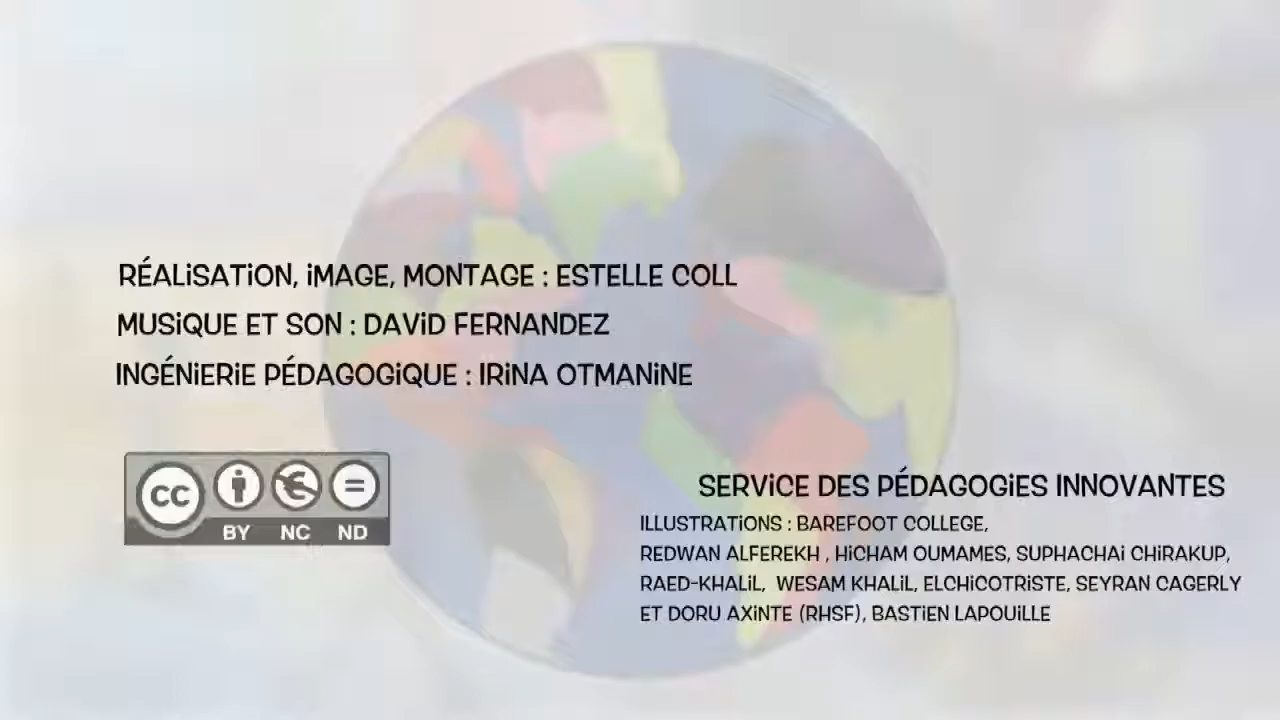 RÉALiSATiON, iMAGE, MONTAGE : ESTELLE COLL
MUSiQUE ET SON : DAViD FERNANDEZ
INGÉNiERiE PÉDAGOGiQUE : IRiNA OTMANiNE
CC
BY NC ND
SERViCE DES PÉDAGOGiES INNOVANTES
ILLUSTRATiONS : BAREFOOT COLLEGE,
REDWAN ALFEREKH , HiCHAM OUMAMES, SUPHACHAi CHiRAKUP,
RAED-KHALiL, WESAM KHALiL, ELCHiCOTRiSTE, SEYRAN CAGERLY
ET DORU AXiNTE (RHSF), BASTiEN LAPOUiLLE